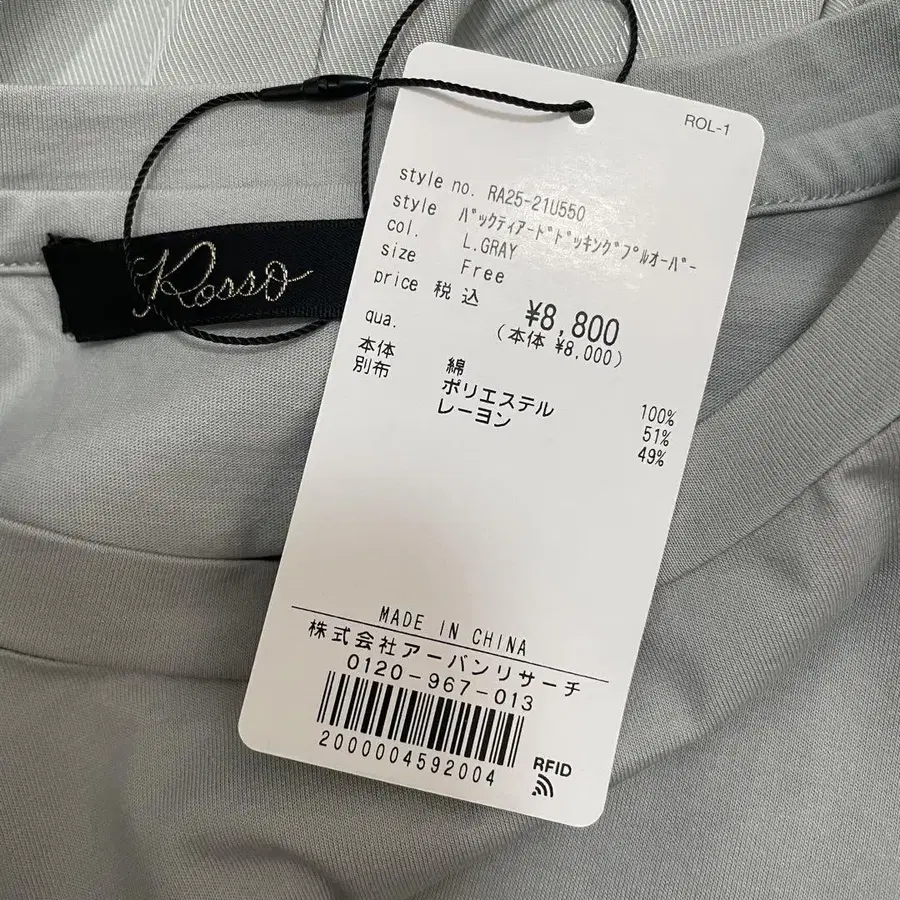 ROL-1
style no. RA25-21U550
style ﾊﾞｯｸﾃｨｱｰﾄﾞﾄﾞｯｷﾝｸﾞﾌﾟﾙｵｰﾊﾞｰ
col. L.GRAY
size Free
price 税込 ¥8,800
(本体 ¥8,000)
qua.
本体 綿 100%
別布 ポリエステル 51%
レーヨン 49%
MADE IN CHINA
株式会社アーバンリサーチ
0120-967-013
2000004592004
RFID
Rosso